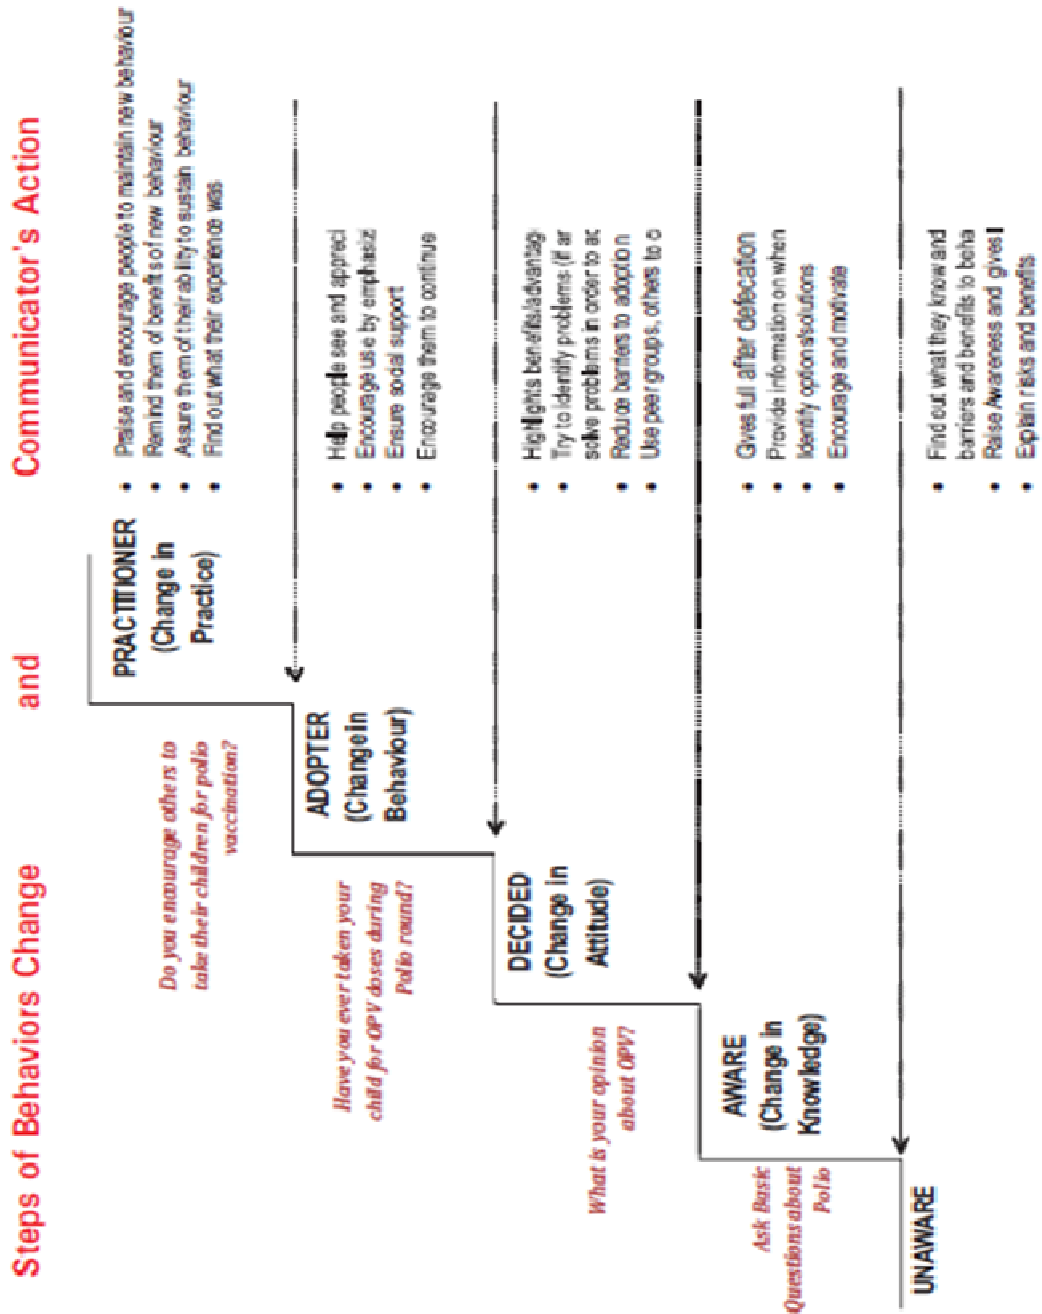 Steps of Behaviors Change and Communicator's Action
Do you encourage others to
take their children for polio
vaccination?
PRACTITIONER
(Change in
Practice)
• Praise and encourage people to maintain new behaviour
• Remind them of benefits of new behaviour
• Assure them of their ability to sustain behaviour
• Find out what their experience was
Have you ever taken your
child for OPV doses during
Polio round?
ADOPTER
(Change in
Behaviour)
• Help people see and appreci
• Encourage use by emphasizi
• Ensure social support
• Encourage them to continue
What is your opinion
about OPV?
DECIDED
(Change in
Attitude)
• Highlights benefits/advantag
• Try to identify problems (if an
solve problems in order to ac
• Reduce barriers to adoption
• Use peer groups, others to o
Ask Basic
Questions about
Polio
AWARE
(Change in
Knowledge)
• Gives full after defecation
• Provide information on when
• Identify options/solutions
• Encourage and motivate
UNAWARE
• Find out what they know and
barriers and benefits to beha
• Raise Awareness and gives
• Explain risks and benefits